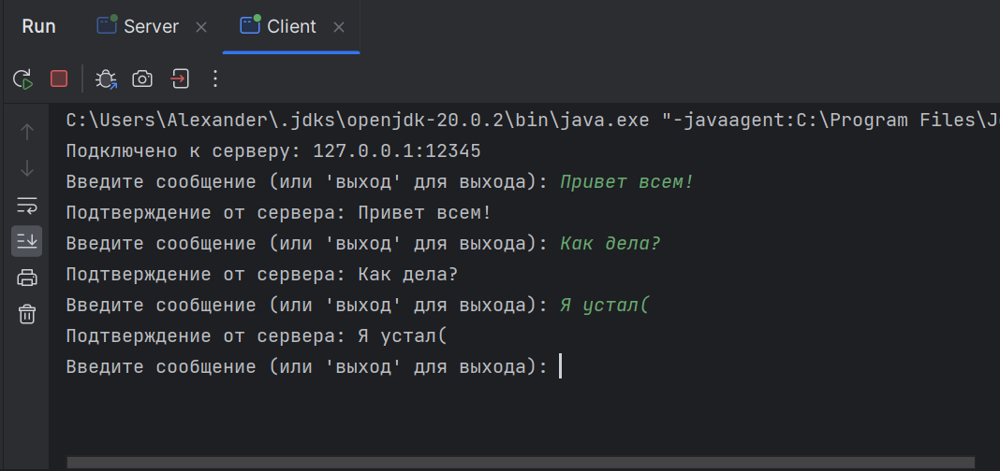 Run Server Client
C:\Users\Alexander\.jdks\openjdk-20.0.2\bin\java.exe "-javaagent:C:\Program Files\J
Подключено к серверу: 127.0.0.1:12345
Введите сообщение (или 'выход' для выхода): Привет всем!
Подтверждение от сервера: Привет всем!
Введите сообщение (или 'выход' для выхода): Как дела?
Подтверждение от сервера: Как дела?
Введите сообщение (или 'выход' для выхода): Я устал(
Подтверждение от сервера: Я устал(
Введите сообщение (или 'выход' для выхода):